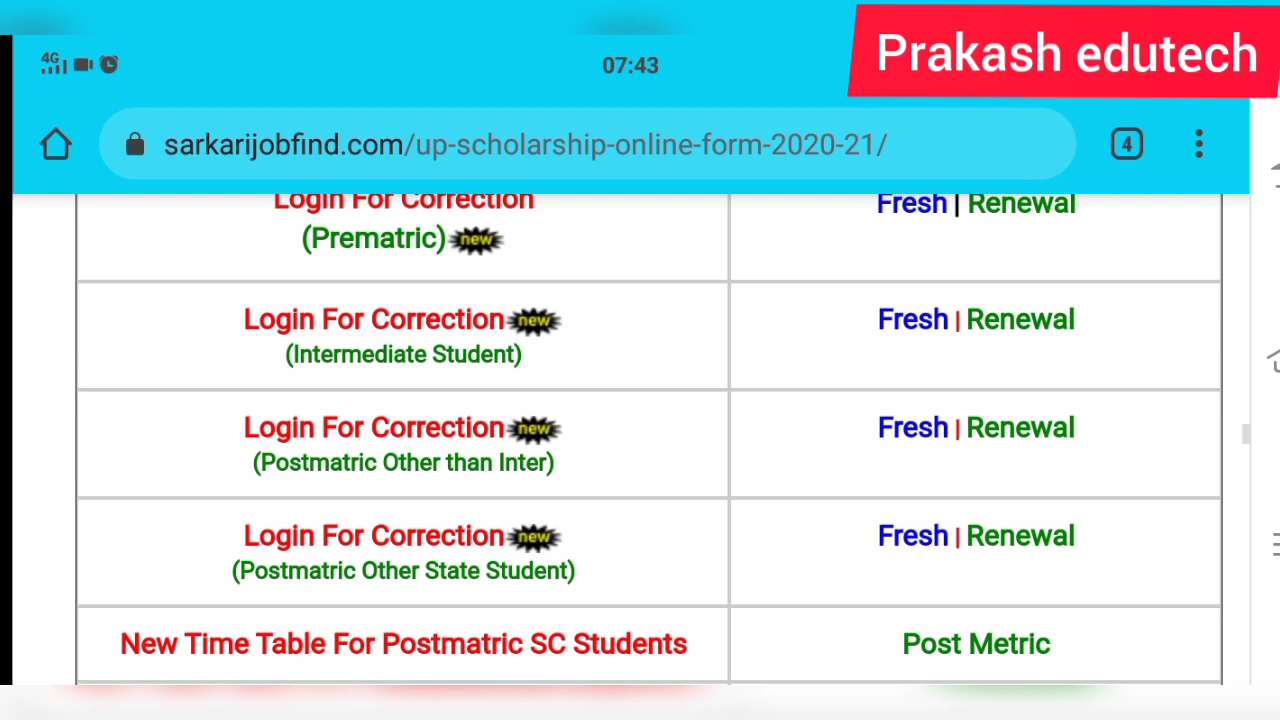 Prakash edutech
4G
07:43
sarkarijobfind.com/up-scholarship-online-form-2020-21/
4
Login For Correction
(Prematric) new
Fresh | Renewal
Login For Correction new
(Intermediate Student)
Fresh | Renewal
Login For Correction new
(Postmatric Other than Inter)
Fresh | Renewal
Login For Correction new
(Postmatric Other State Student)
Fresh | Renewal
New Time Table For Postmatric SC Students
Post Metric